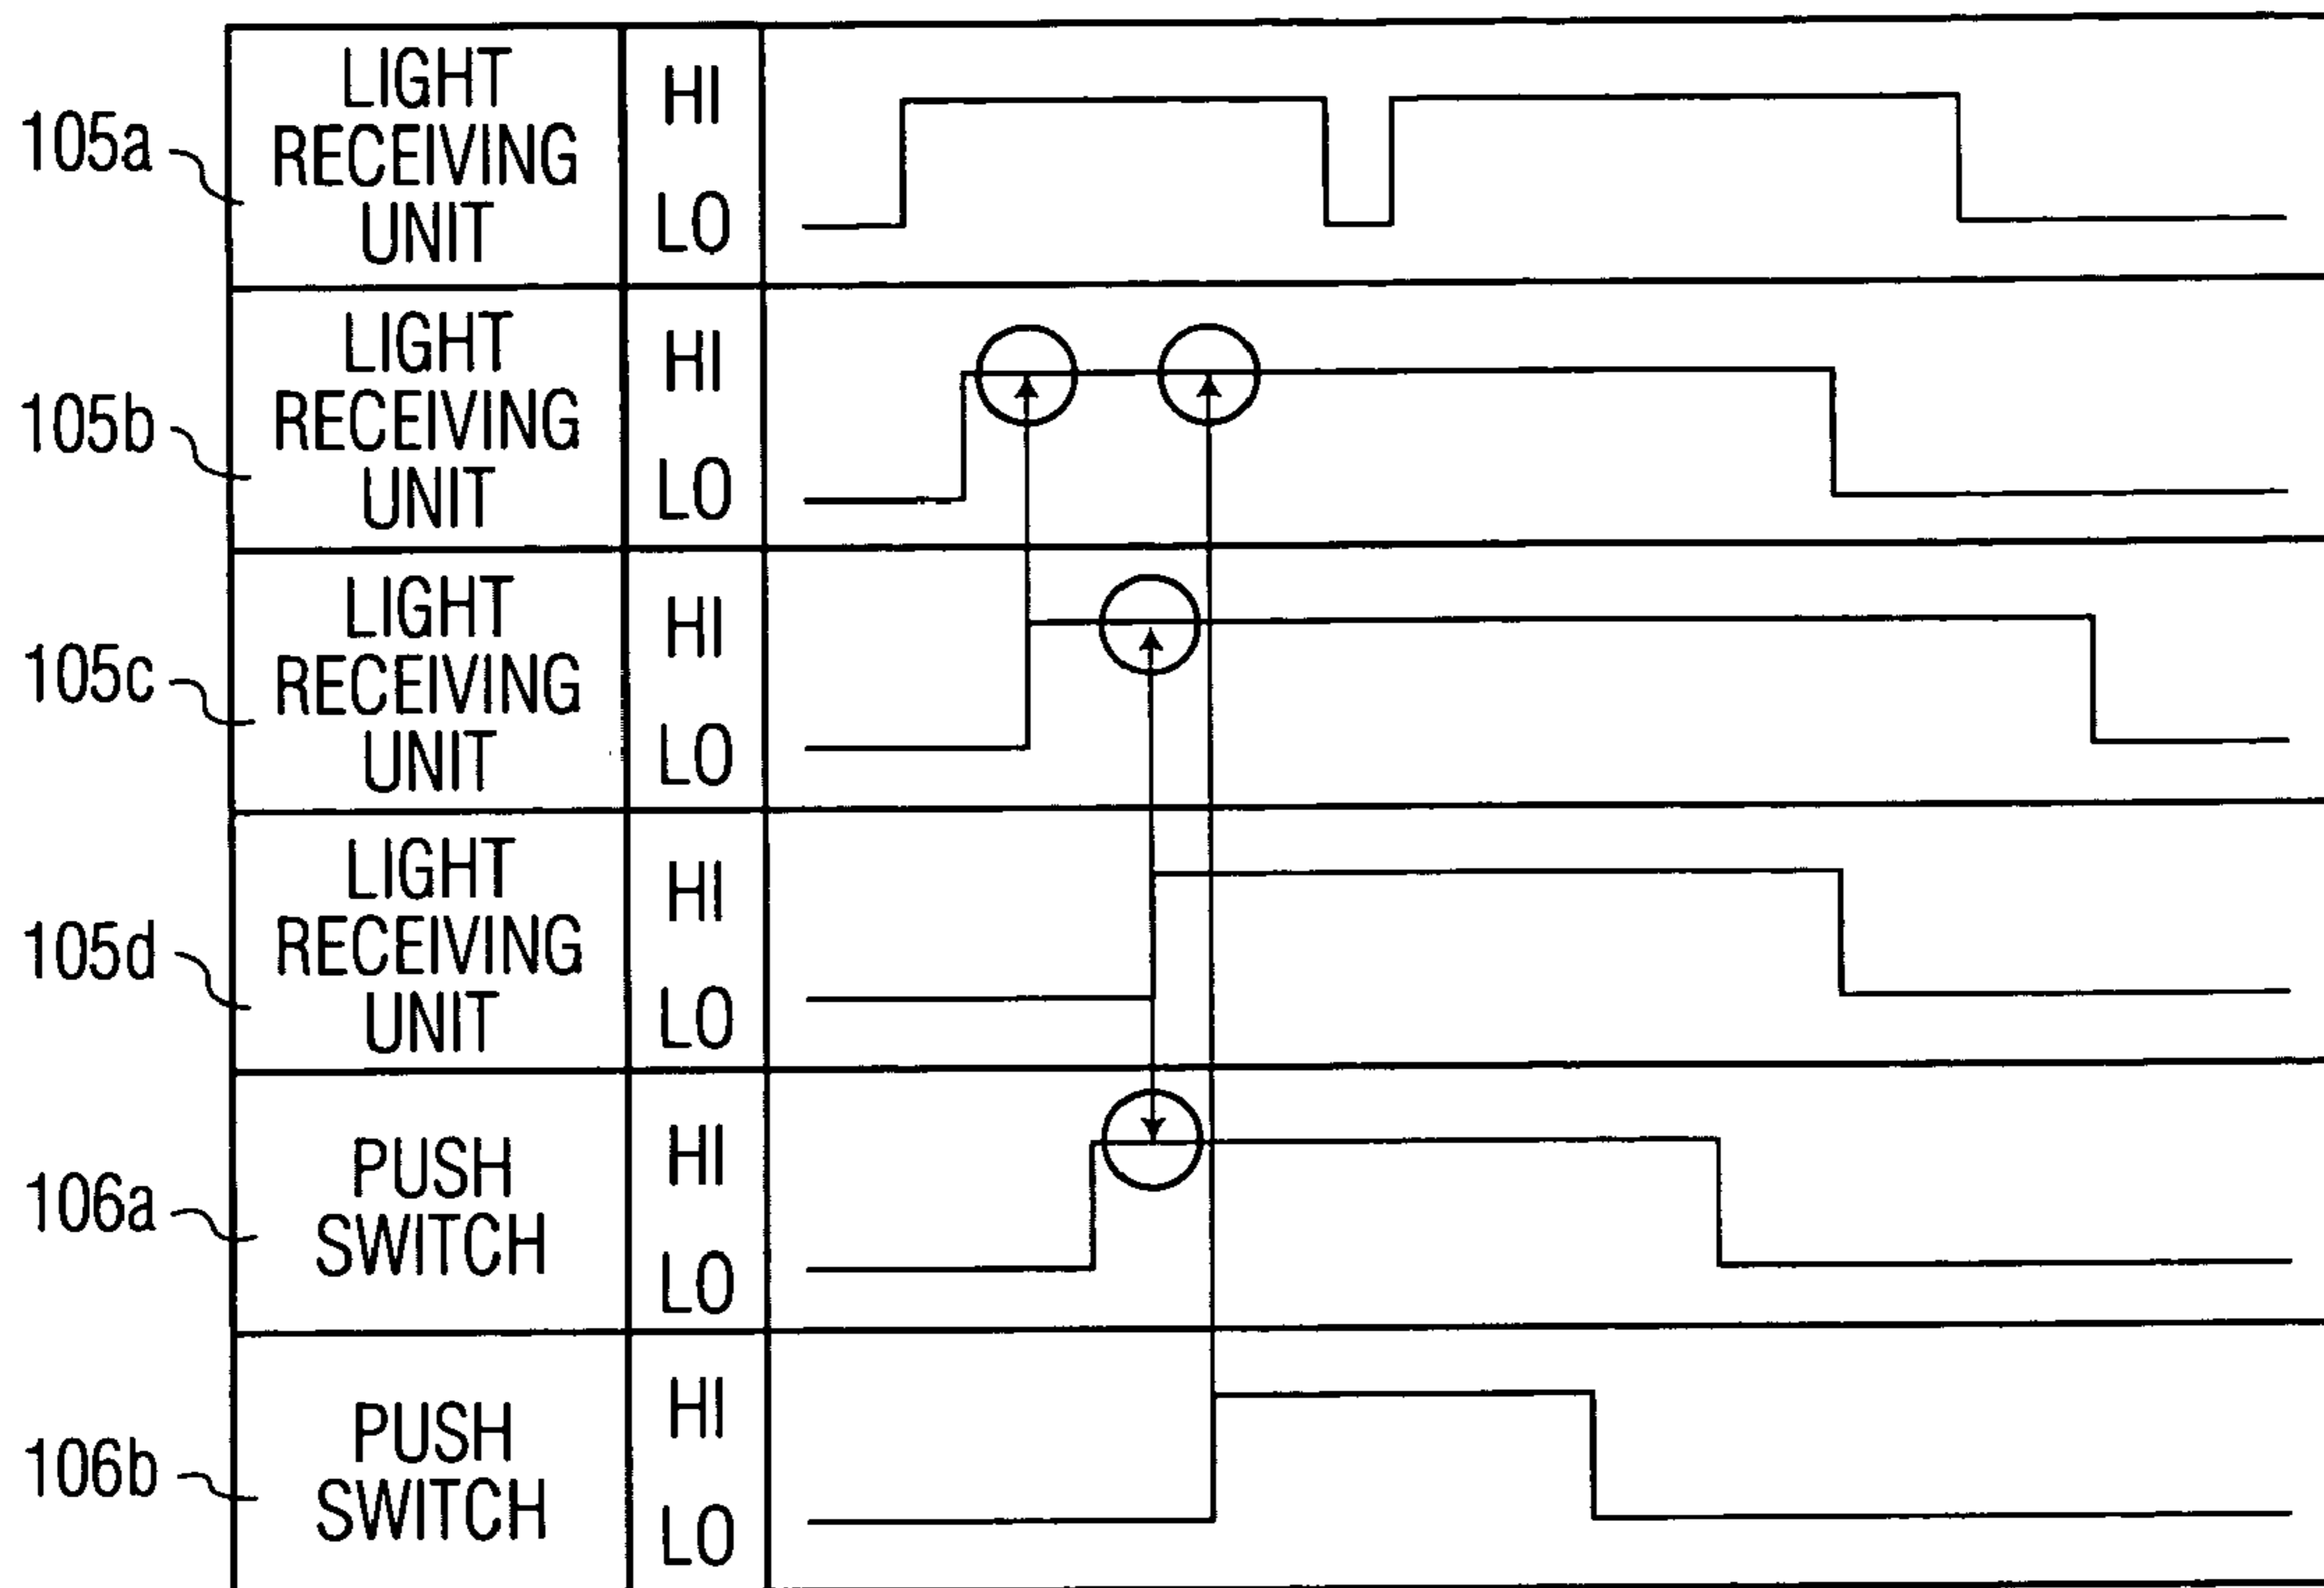 105a
LIGHT
RECEIVING
UNIT
HI
LO
105b
LIGHT
RECEIVING
UNIT
HI
LO
105c
LIGHT
RECEIVING
UNIT
HI
LO
105d
LIGHT
RECEIVING
UNIT
HI
LO
106a
PUSH
SWITCH
HI
LO
106b
PUSH
SWITCH
HI
LO